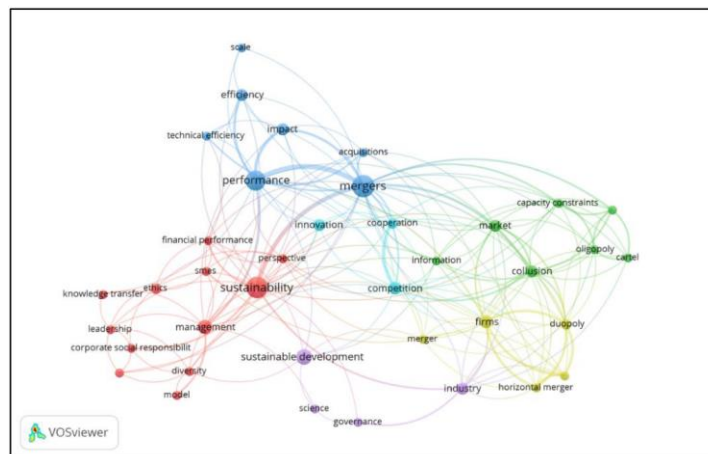 scale
efficiency
technical efficiency
impact
acquisitions
performance
mergers
capacity constraints
innovation
cooperation
market
financial performance
oligopoly
perspective
information
cartel
smes
collusion
sustainability
competition
knowledge transfer
ethics
leadership
management
firms
duopoly
merger
corporate social responsibilit
sustainable development
diversity
industry
horizontal merger
model
science
governance
VOSviewer